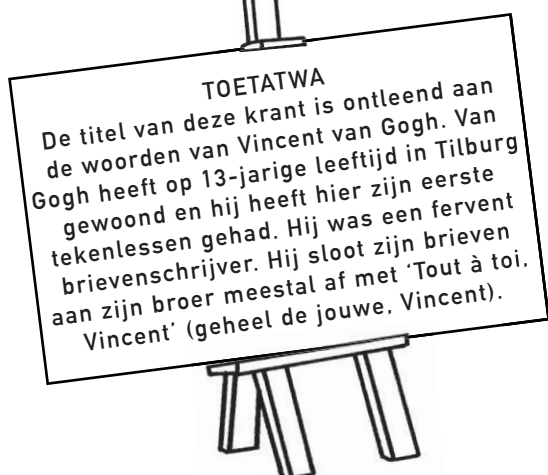 TOETATWA
De titel van deze krant is ontleend aan
de woorden van Vincent van Gogh. Van
Gogh heeft op 13-jarige leeftijd in Tilburg
gewoond en hij heeft hier zijn eerste
tekenlessen gehad. Hij was een fervent
brievenschrijver. Hij sloot zijn brieven
aan zijn broer meestal af met ‘Tout à toi,
Vincent’ (geheel de jouwe, Vincent).